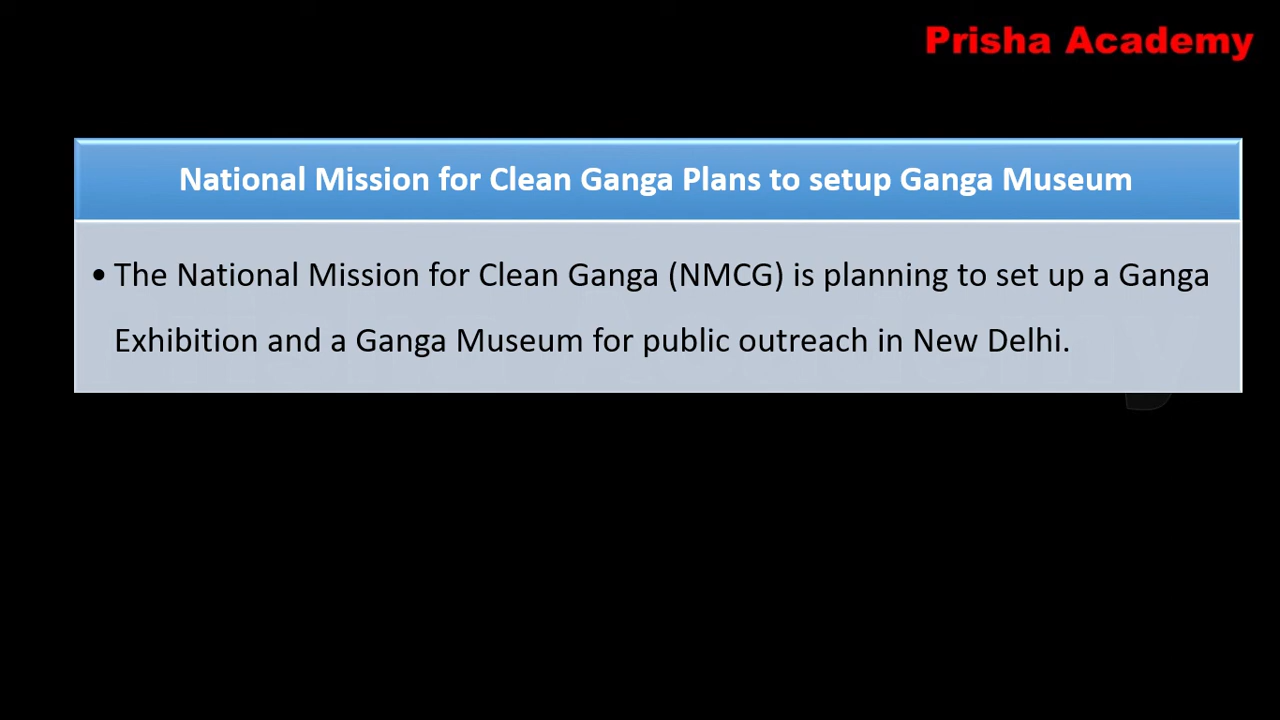 Prisha Academy
National Mission for Clean Ganga Plans to setup Ganga Museum
• The National Mission for Clean Ganga (NMCG) is planning to set up a Ganga
Exhibition and a Ganga Museum for public outreach in New Delhi.